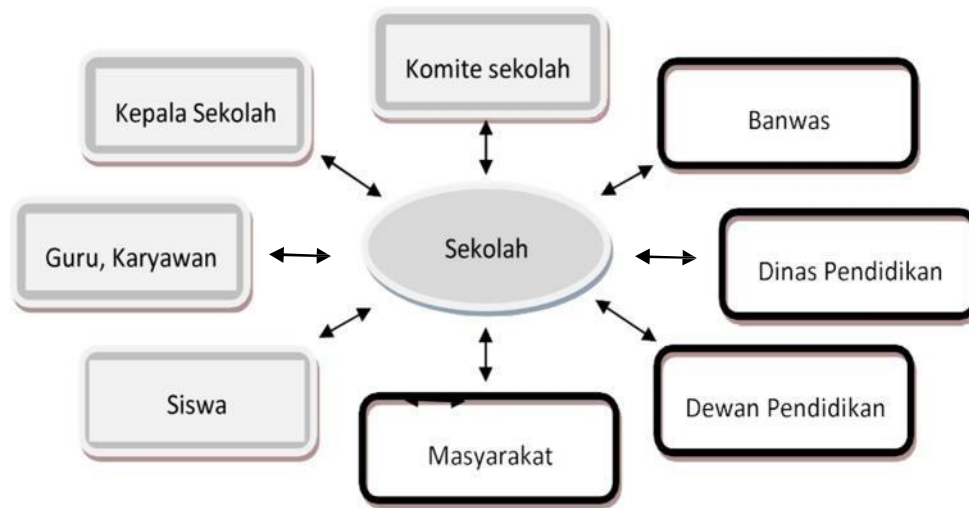 Komite sekolah
Kepala Sekolah
Banwas
Guru, Karyawan
Sekolah
Dinas Pendidikan
Siswa
Dewan Pendidikan
Masyarakat